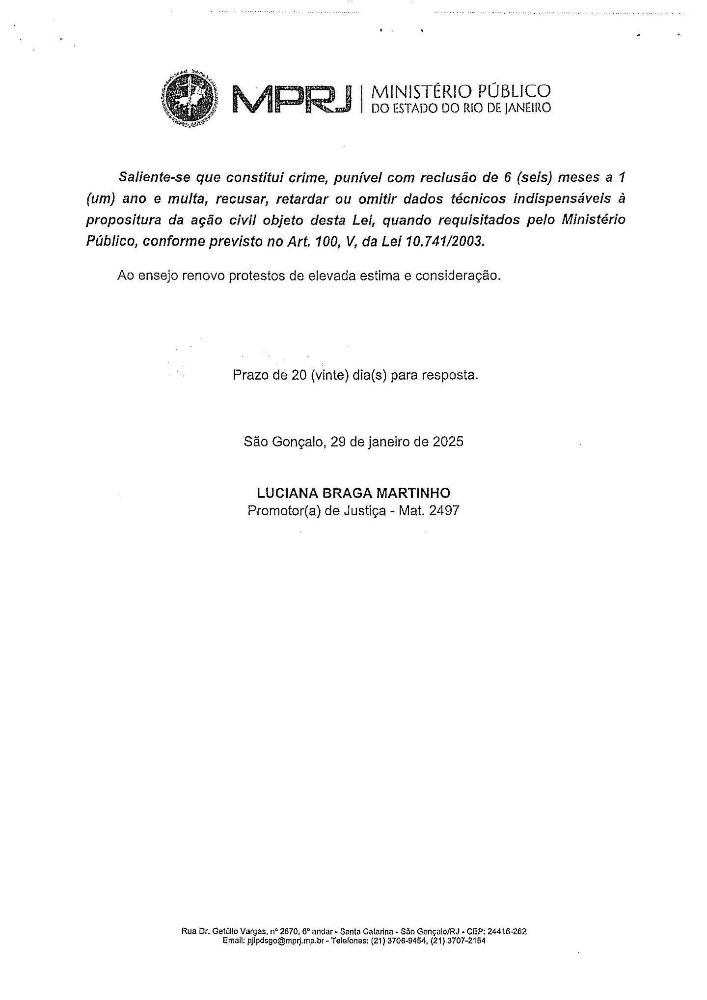 MPRJ | MINISTÉRIO PÚBLICO
DO ESTADO DO RIO DE JANEIRO
Saliente-se que constitui crime, punível com reclusão de 6 (seis) meses a 1
(um) ano e multa, recusar, retardar ou omitir dados técnicos indispensáveis à
propositura da ação civil objeto desta Lei, quando requisitados pelo Ministério
Público, conforme previsto no Art. 100, V, da Lei 10.741/2003.
Ao ensejo renovo protestos de elevada estima e consideração.
Prazo de 20 (vinte) dia(s) para resposta.
São Gonçalo, 29 de janeiro de 2025
LUCIANA BRAGA MARTINHO
Promotor(a) de Justiça - Mat. 2497
Rua Dr. Getúlio Vargas, nº 2670, 6º andar - Santa Catarina - São Gonçalo/RJ - CEP: 24416-262
Email: pjipdsgo@mprj.mp.br - Telefones: (21) 3706-9454, (21) 3707-2154